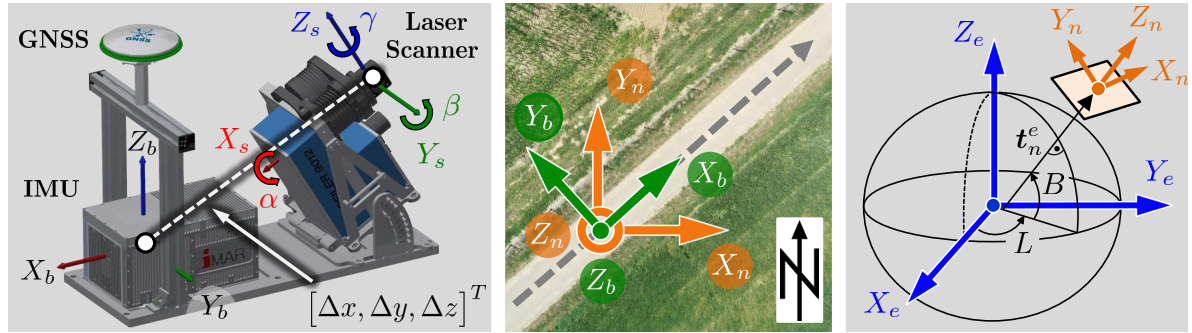 GNSS
SSND
Z_s
γ
Laser
Scanner
β
Y_s
X_s
α
Z_b
IMU
X_b
Y_b
iMAR
[Δx, Δy, Δz]^T
Y_n
Y_b
X_b
Z_n
Z_b
X_n
N
Z_e
Y_n
Z_n
X_n
t_n^e
B
L
Y_e
X_e